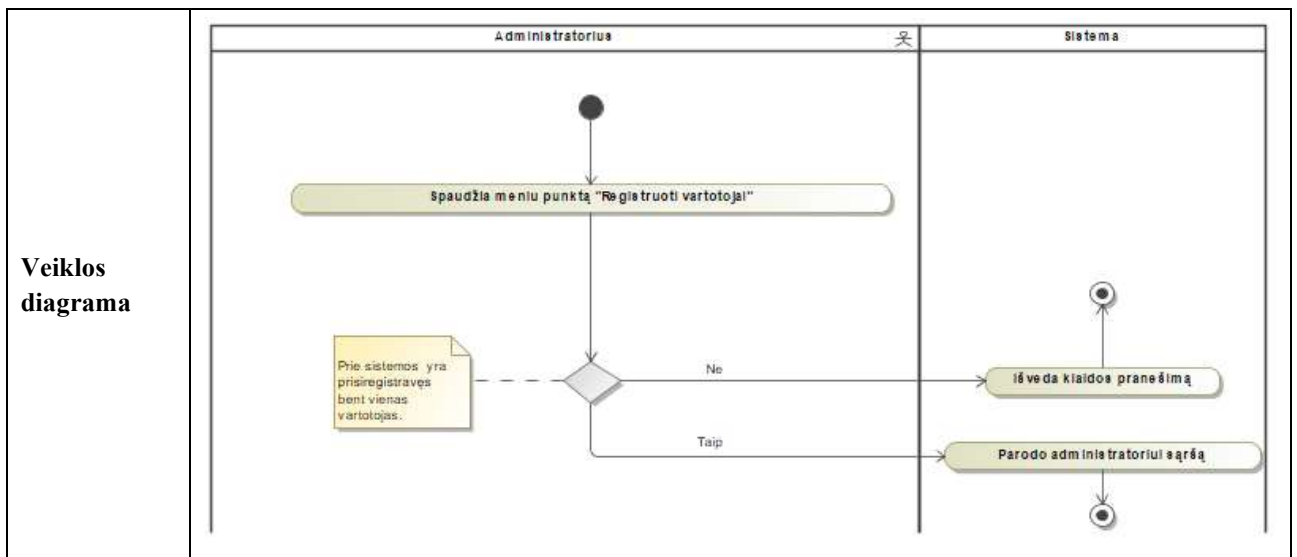 Veiklos
diagrama
Administratorius
Sistema
Spaudžia meniu punktą "Registruoti vartotojai"
Prie sistemos yra
prisiregistravęs
bent vienas
vartotojas.
Ne
Išveda klaidos pranešimą
Taip
Parodo administratoriui sąršą